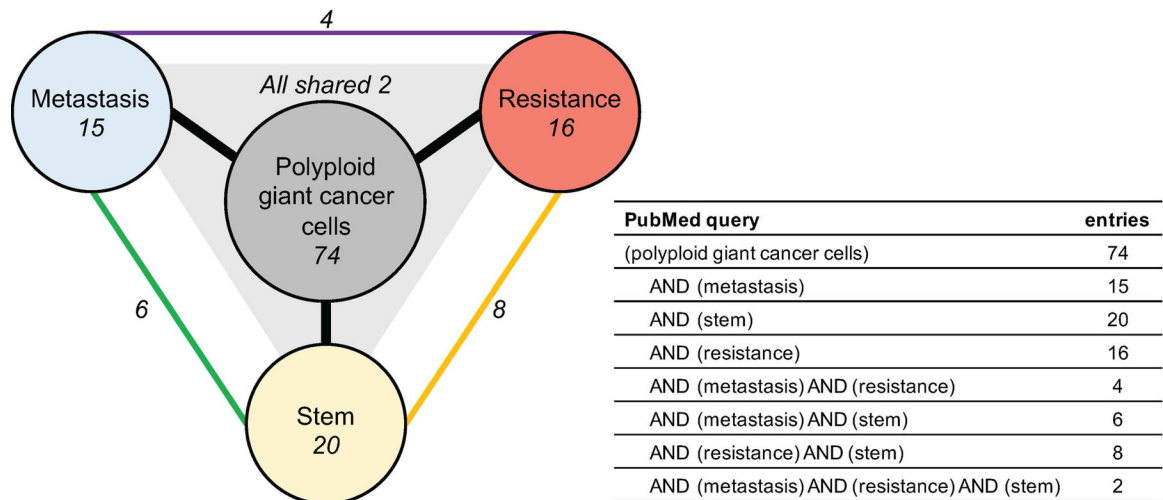 4
Metastasis
15
All shared 2
Resistance
16
Polyploid
giant cancer
cells
74
6
8
Stem
20
PubMed query entries
(polyploid giant cancer cells) 74
AND (metastasis) 15
AND (stem) 20
AND (resistance) 16
AND (metastasis) AND (resistance) 4
AND (metastasis) AND (stem) 6
AND (resistance) AND (stem) 8
AND (metastasis) AND (resistance) AND (stem) 2